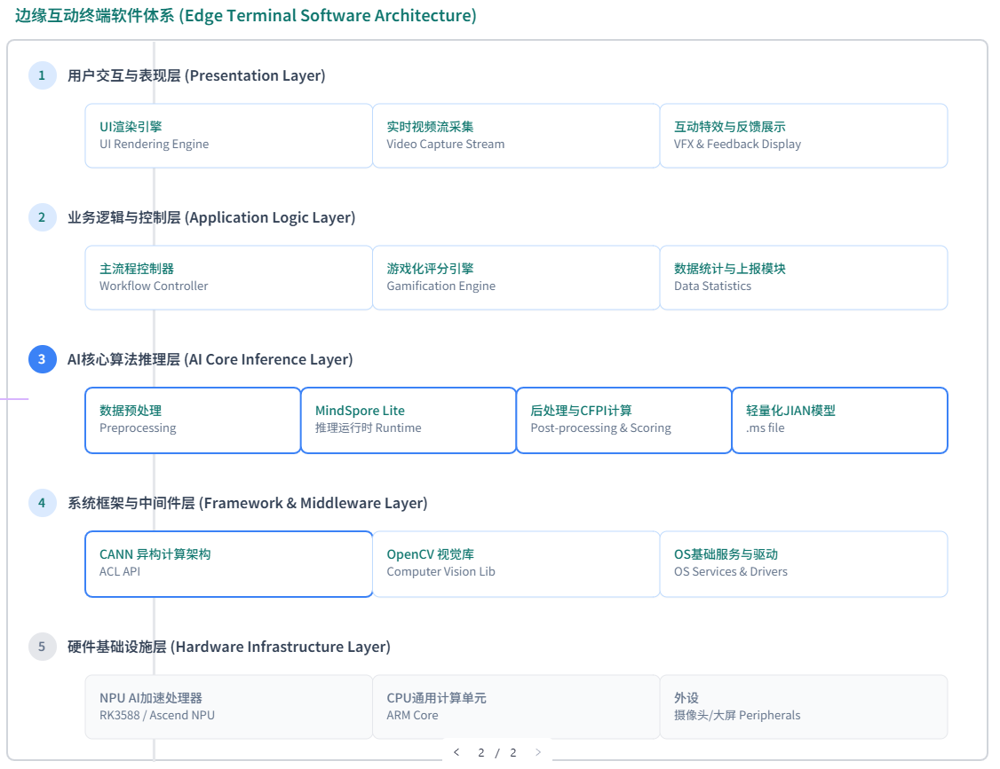 边缘互动终端软件体系 (Edge Terminal Software Architecture)
1 用户交互与表现层 (Presentation Layer)
UI渲染引擎
UI Rendering Engine
实时视频流采集
Video Capture Stream
互动特效与反馈展示
VFX & Feedback Display
2 业务逻辑与控制层 (Application Logic Layer)
主流程控制器
Workflow Controller
游戏化评分引擎
Gamification Engine
数据统计与上报模块
Data Statistics
3 AI核心算法推理层 (AI Core Inference Layer)
数据预处理
Preprocessing
MindSpore Lite
推理运行时 Runtime
后处理与CFPI计算
Post-processing & Scoring
轻量化JIAN模型
.ms file
4 系统框架与中间件层 (Framework & Middleware Layer)
CANN 异构计算架构
ACL API
OpenCV 视觉库
Computer Vision Lib
OS基础服务与驱动
OS Services & Drivers
5 硬件基础设施层 (Hardware Infrastructure Layer)
NPU AI加速处理器
RK3588 / Ascend NPU
CPU通用计算单元
ARM Core
外设
摄像头/大屏 Peripherals
< 2 / 2 >